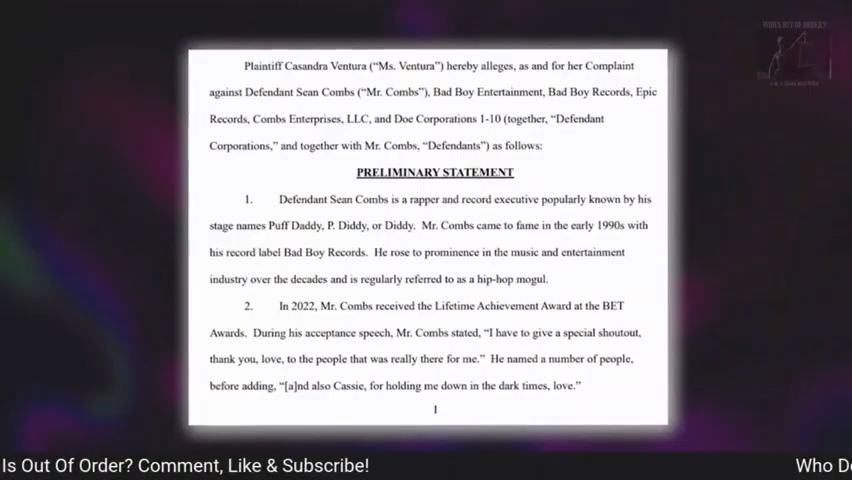 WHO'S OUT OF ORDER?
Plaintiff Casandra Ventura (“Ms. Ventura”) hereby alleges, as and for her Complaint
against Defendant Sean Combs (“Mr. Combs”), Bad Boy Entertainment, Bad Boy Records, Epic
Records, Combs Enterprises, LLC, and Doe Corporations 1-10 (together, “Defendant
Corporations,” and together with Mr. Combs, “Defendants”) as follows:
PRELIMINARY STATEMENT
1. Defendant Sean Combs is a rapper and record executive popularly known by his
stage names Puff Daddy, P. Diddy, or Diddy. Mr. Combs came to fame in the early 1990s with
his record label Bad Boy Records. He rose to prominence in the music and entertainment
industry over the decades and is regularly referred to as a hip-hop mogul.
2. In 2022, Mr. Combs received the Lifetime Achievement Award at the BET
Awards. During his acceptance speech, Mr. Combs stated, “I have to give a special shoutout,
thank you, love, to the people that was really there for me.” He named a number of people,
before adding, “[a]nd also Cassie, for holding me down in the dark times, love.”
1
Is Out Of Order? Comment, Like & Subscribe! Who D